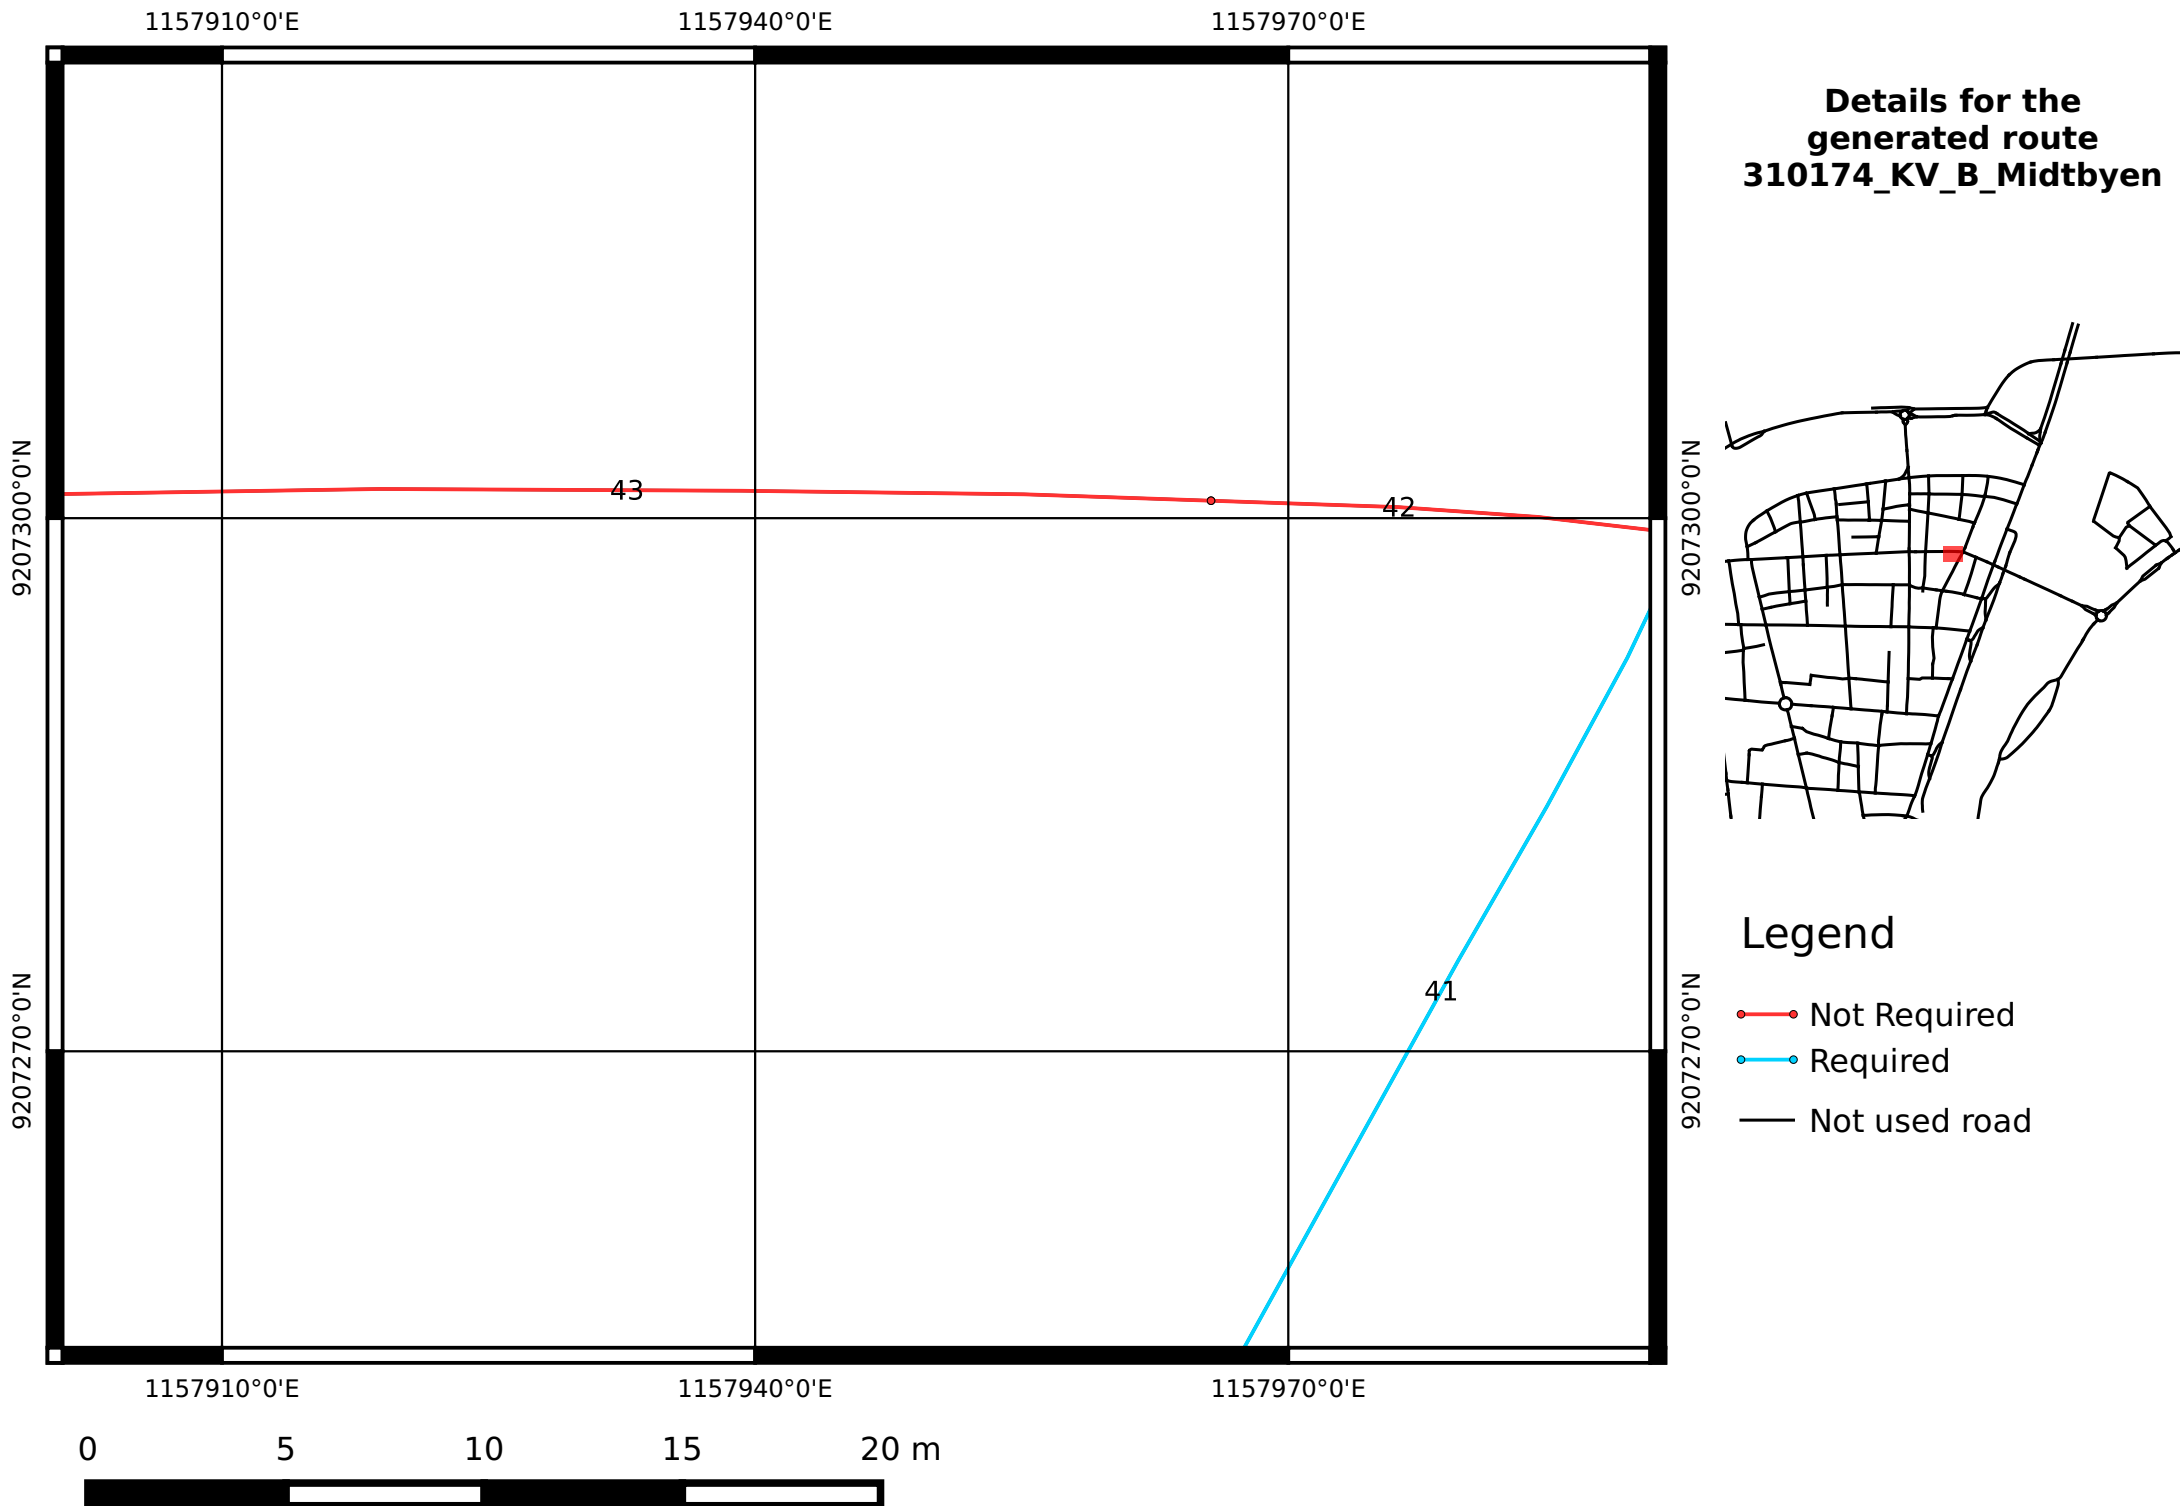 1157910°0'E 1157940°0'E 1157970°0'E
Details for the
generated route
310174_KV_B_Midtbyen
9207300°0'N
9207300°0'N
43
42
41
9207270°0'N
9207270°0'N
Legend
Not Required
Required
Not used road
1157910°0'E 1157940°0'E 1157970°0'E
0 5 10 15 20 m